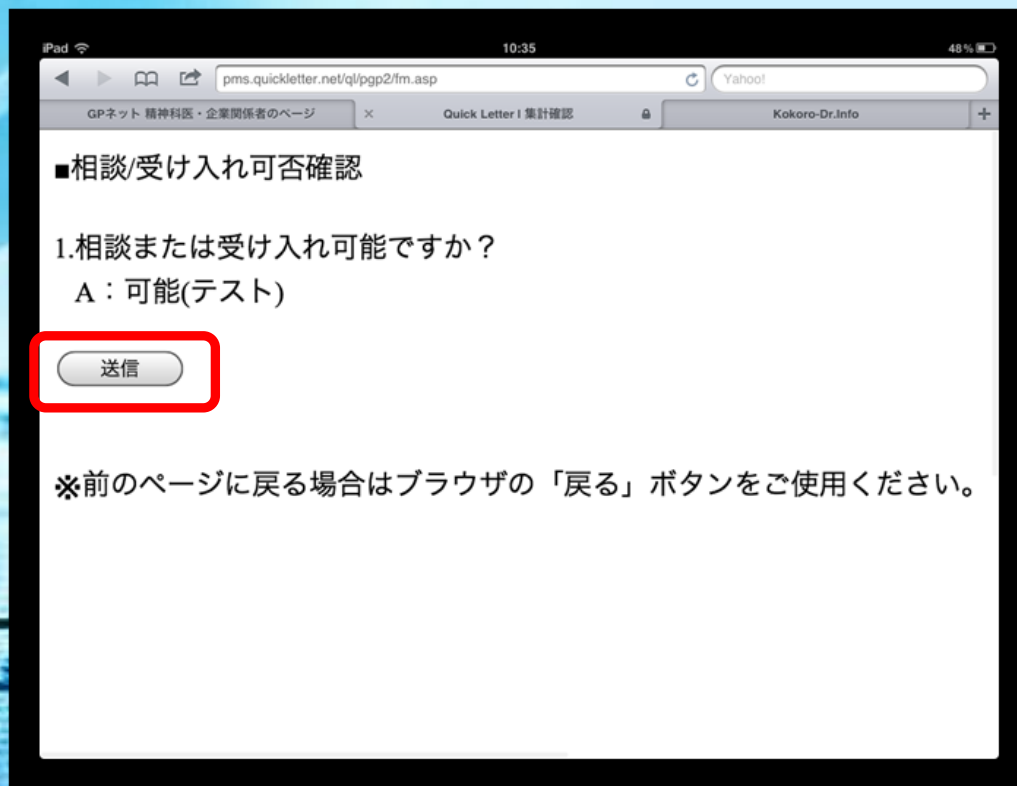 iPad 10:35 48%
pms.quickletter.net/ql/pgp2/fm.asp Yahoo!
GPネット 精神科医・企業関係者のページ Quick Letter | 集計確認 Kokoro-Dr.Info
■相談/受け入れ可否確認
1.相談または受け入れ可能ですか？
A：可能(テスト)
送信
※前のページに戻る場合はブラウザの「戻る」ボタンをご使用ください。